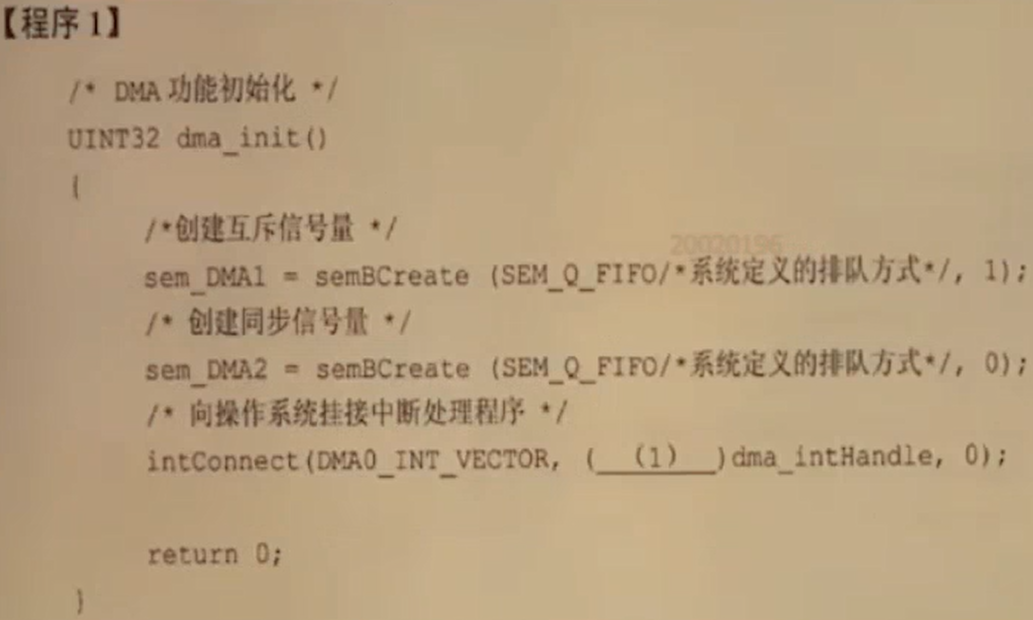 【程序1】
/* DMA 功能初始化 */
UINT32 dma_init()
{
/*创建互斥信号量 */
20020196
sem_DMA1 = semBCreate (SEM_Q_FIFO/*系统定义的排队方式*/, 1);
/* 创建同步信号量 */
sem_DMA2 = semBCreate (SEM_Q_FIFO/*系统定义的排队方式*/, 0);
/* 向操作系统挂接中断处理程序 */
intConnect(DMA0_INT_VECTOR, (__(1)__)dma_intHandle, 0);
return 0;
}